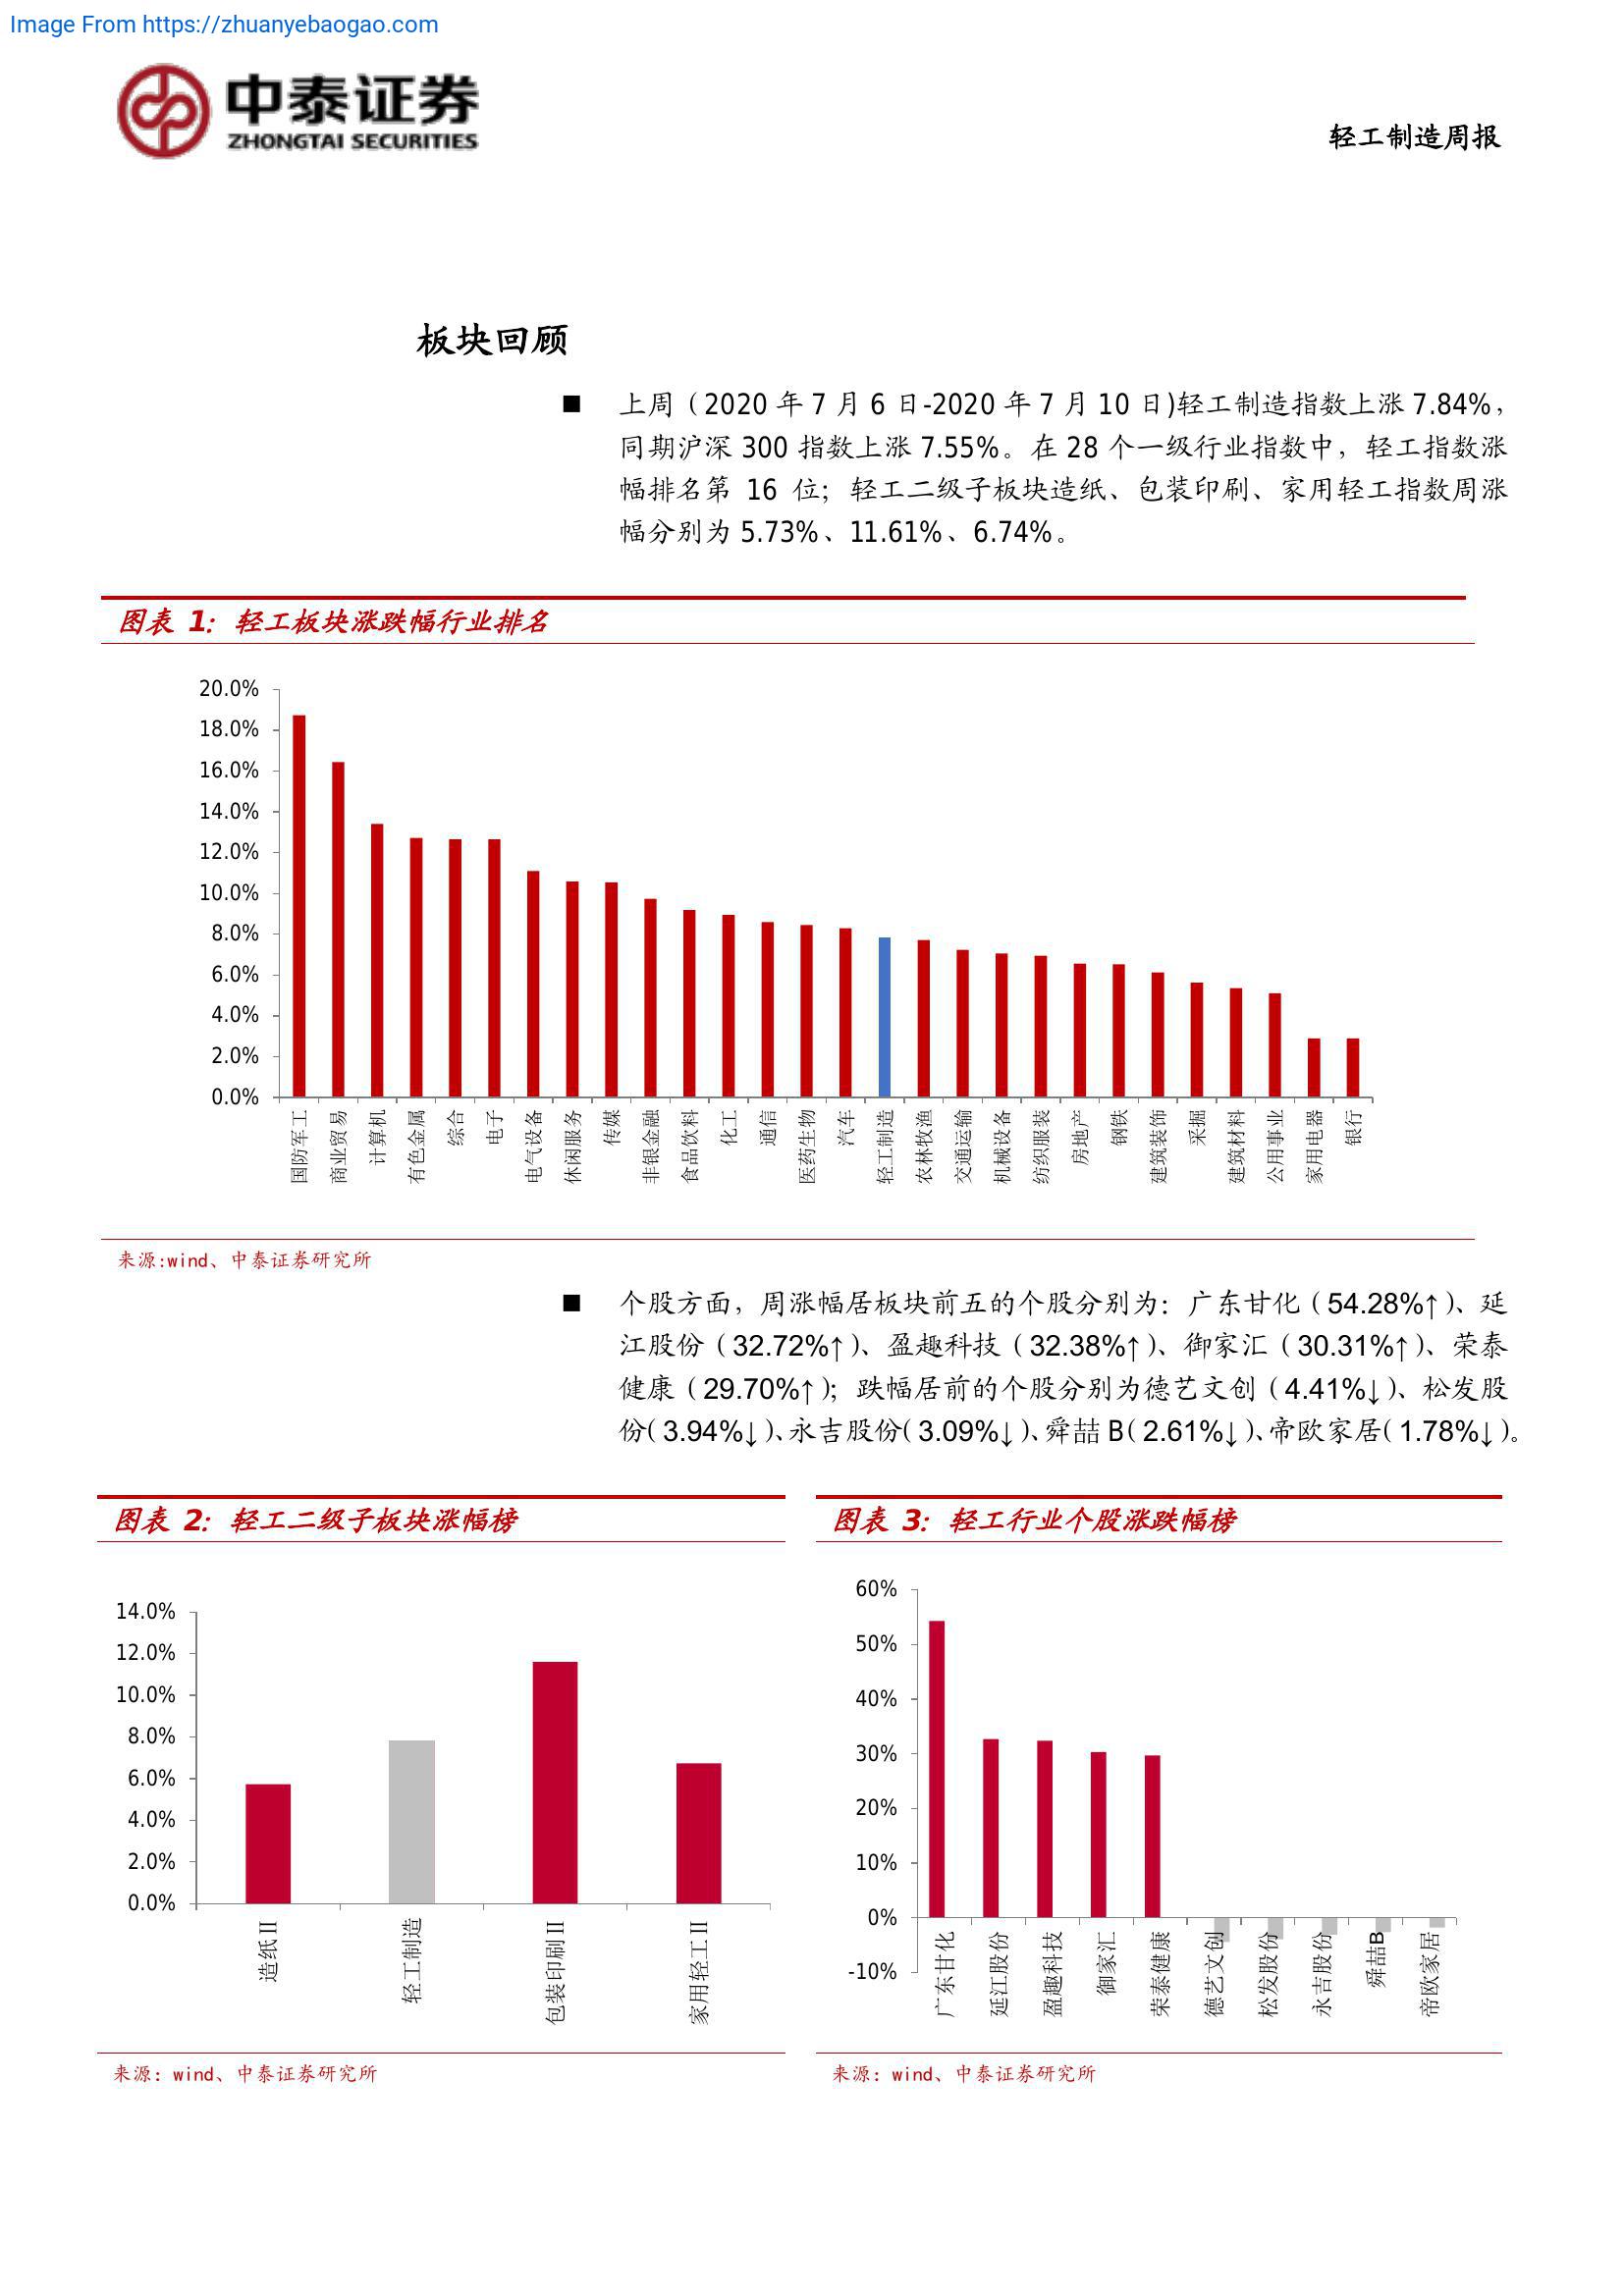 Image From https://zhuanyebaogao.com
中泰证券
ZHONGTAI SECURITIES
轻工制造周报
板块回顾
■ 上周（2020 年 7 月 6 日-2020 年 7 月 10 日)轻工制造指数上涨 7.84%，
同期沪深 300 指数上涨 7.55%。在 28 个一级行业指数中，轻工指数涨
幅排名第 16 位；轻工二级子板块造纸、包装印刷、家用轻工指数周涨
幅分别为 5.73%、11.61%、6.74%。
图表 1：轻工板块涨跌幅行业排名
20.0%
18.0%
16.0%
14.0%
12.0%
10.0%
8.0%
6.0%
4.0%
2.0%
0.0%
国防军工
商业贸易
计算机
有色金属
综合
电子
电气设备
休闲服务
传媒
非银金融
食品饮料
化工
通信
医药生物
汽车
轻工制造
农林牧渔
交通运输
机械设备
纺织服装
房地产
钢铁
建筑装饰
采掘
建筑材料
公用事业
家用电器
银行
来源:wind、中泰证券研究所
■ 个股方面，周涨幅居板块前五的个股分别为：广东甘化（54.28%↑）、延
江股份（32.72%↑）、盈趣科技（32.38%↑）、御家汇（30.31%↑）、荣泰
健康（29.70%↑）；跌幅居前的个股分别为德艺文创（4.41%↓）、松发股
份（3.94%↓）、永吉股份（3.09%↓）、舜喆 B（2.61%↓）、帝欧家居（1.78%↓）。
图表 2：轻工二级子板块涨幅榜
14.0%
12.0%
10.0%
8.0%
6.0%
4.0%
2.0%
0.0%
造纸Ⅱ
轻工制造
包装印刷Ⅱ
家用轻工Ⅱ
来源：wind、中泰证券研究所
图表 3：轻工行业个股涨跌幅榜
60%
50%
40%
30%
20%
10%
0%
-10%
广东甘化
延江股份
盈趣科技
御家汇
荣泰健康
德艺文创
松发股份
永吉股份
舜喆B
帝欧家居
来源：wind、中泰证券研究所